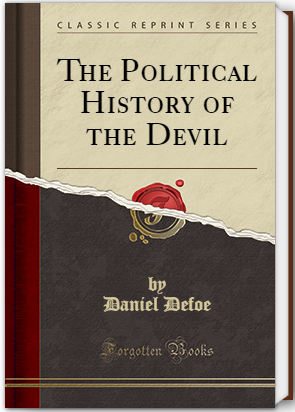 CLASSIC REPRINT SERIES
THE POLITICAL
HISTORY OF
THE DEVIL
by
Daniel Defoe
Forgotten Books